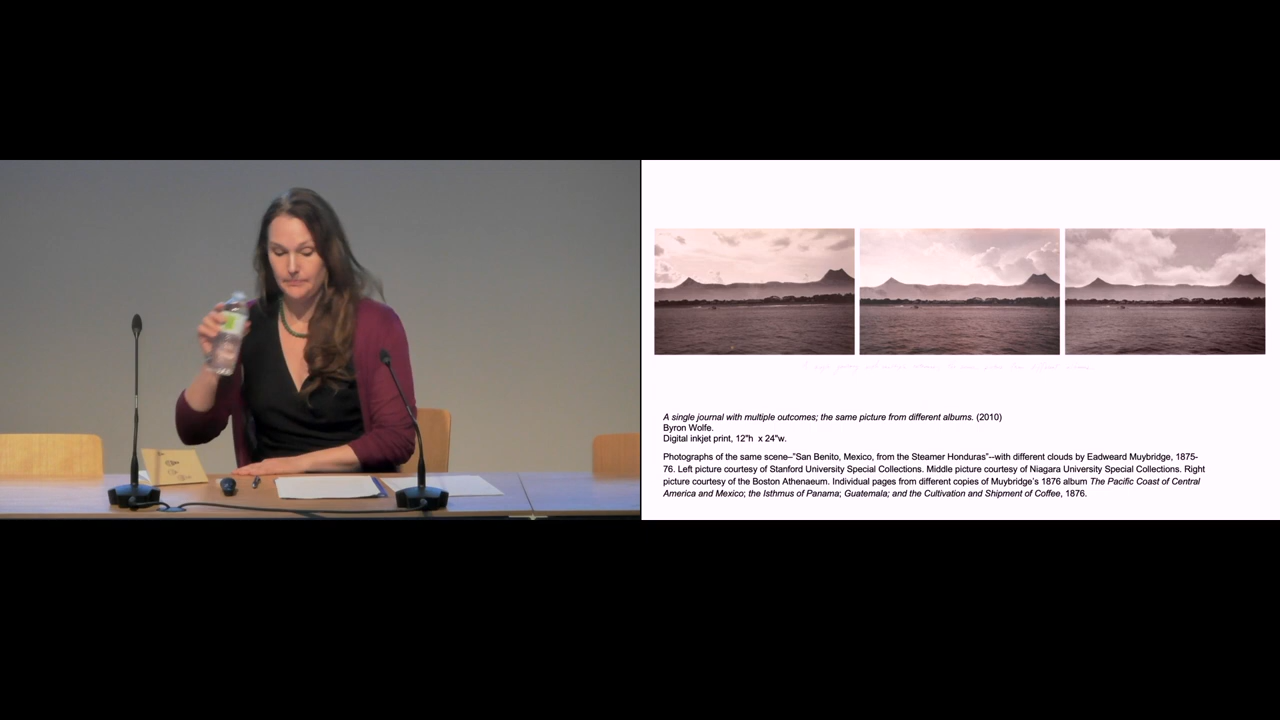 A single journal with multiple outcomes; the same picture from different albums. (2010)
Byron Wolfe.
Digital inkjet print, 12"h x 24"w.
Photographs of the same scene–"San Benito, Mexico, from the Steamer Honduras"--with different clouds by Eadweard Muybridge, 1875-
76. Left picture courtesy of Stanford University Special Collections. Middle picture courtesy of Niagara University Special Collections. Right
picture courtesy of the Boston Athenaeum. Individual pages from different copies of Muybridge's 1876 album The Pacific Coast of Central
America and Mexico; the Isthmus of Panama; Guatemala; and the Cultivation and Shipment of Coffee, 1876.